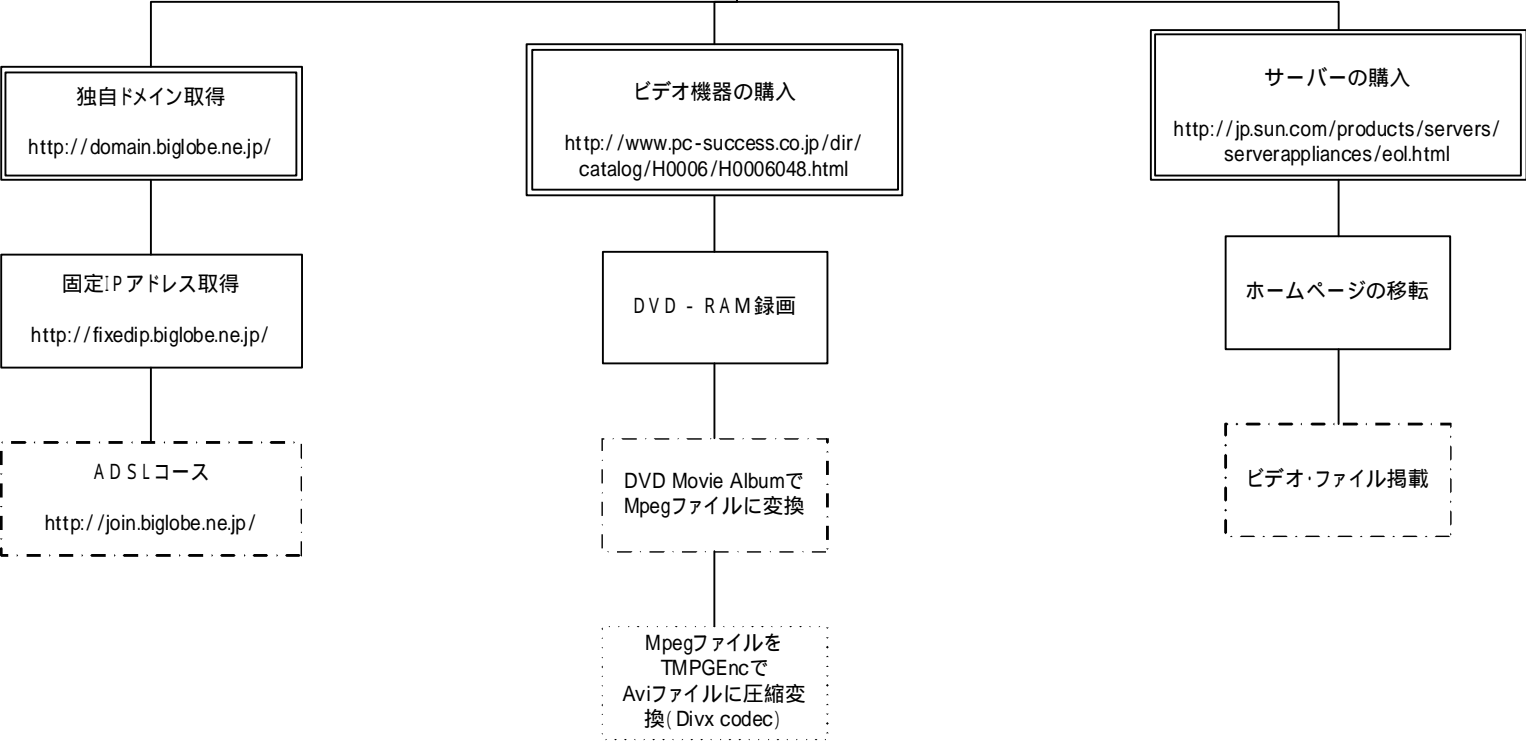 独自ドメイン取得
http://domain.biglobe.ne.jp/
固定IPアドレス取得
http://fixedip.biglobe.ne.jp/
ADSLコース
http://join.biglobe.ne.jp/
ビデオ機器の購入
http://www.pc-success.co.jp/dir/
catalog/H0006/H0006048.html
DVD - RAM録画
DVD Movie Albumで
Mpegファイルに変換
Mpegファイルを
TMPGEncで
Aviファイルに圧縮変
換(Divx codec)
サーバーの購入
http://jp.sun.com/products/servers/
serverappliances/eol.html
ホームページの移転
ビデオ・ファイル掲載